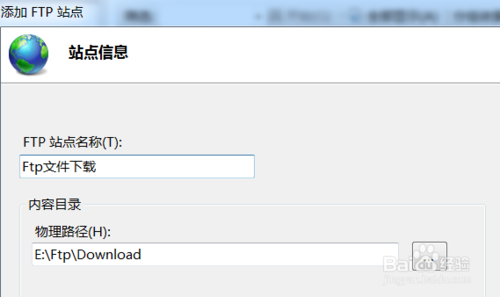 添加 FTP 站点
站点信息
FTP 站点名称(T):
Ftp文件下载
内容目录
物理路径(H):
E:\Ftp\Download
Baidu经验